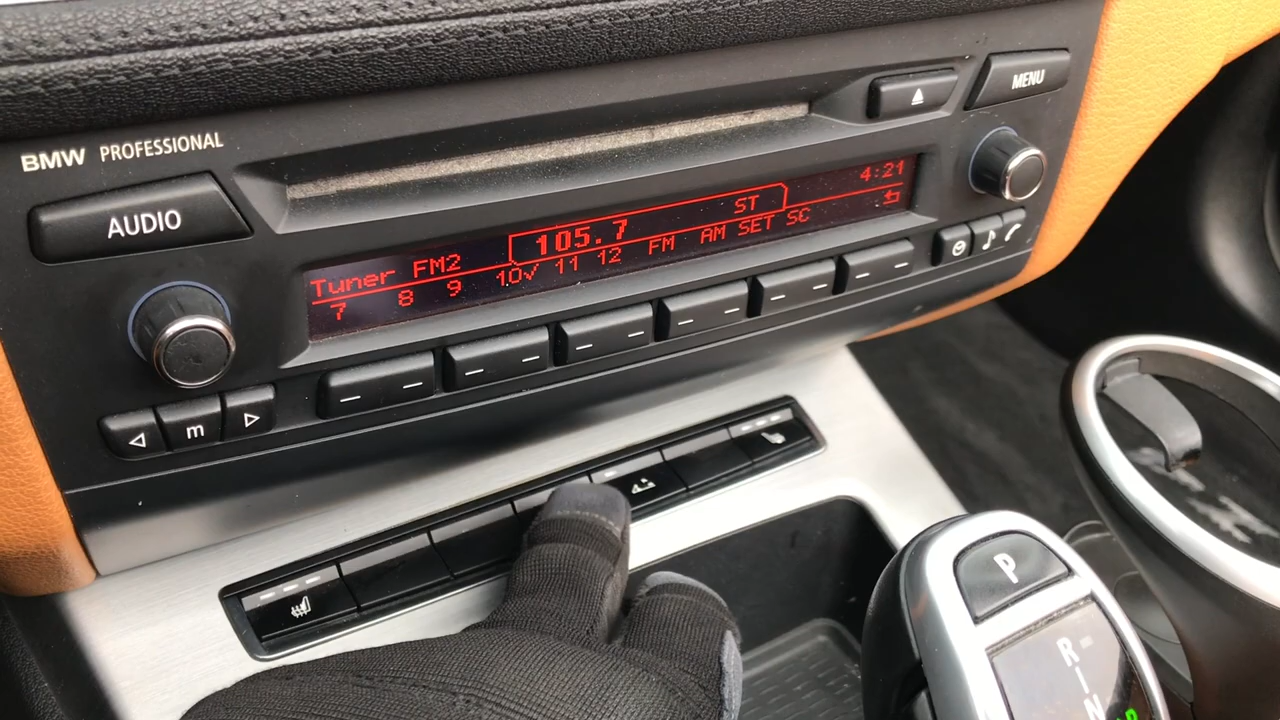 BMW PROFESSIONAL
MENU
AUDIO
4:21
Tuner FM2 105.7 ST
7 8 9 10✓ 11 12 FM AM SET SC
m
P
R
N